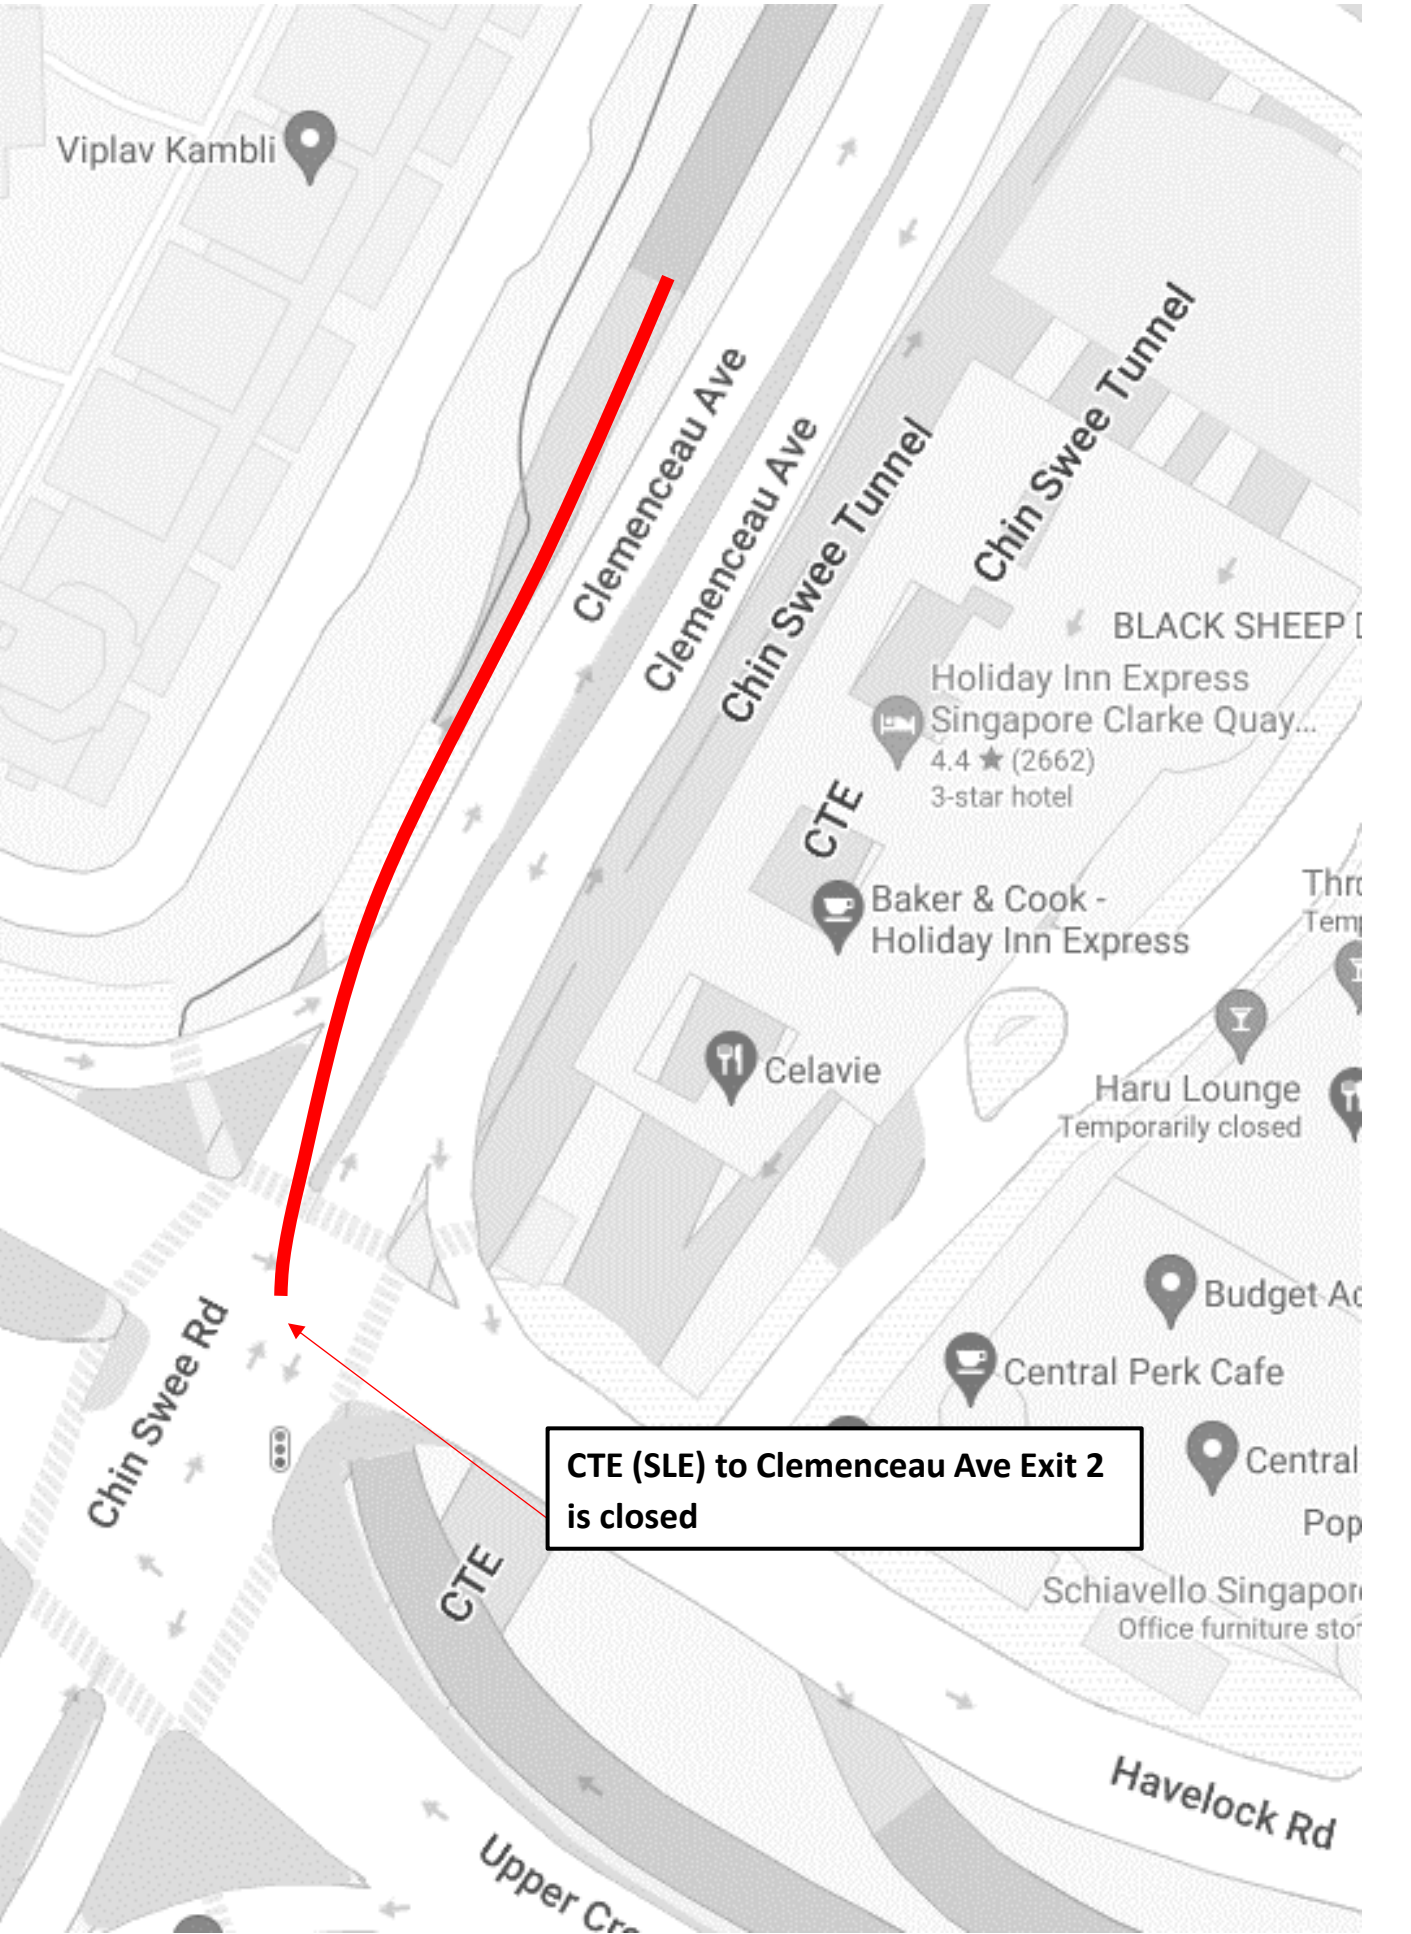 Viplav Kambli
Clemenceau Ave
Clemenceau Ave
Chin Swee Tunnel
Chin Swee Tunnel
BLACK SHEEP
Holiday Inn Express
Singapore Clarke Quay...
4.4 ★ (2662)
3-star hotel
CTE
Baker & Cook -
Holiday Inn Express
Celavie
Haru Lounge
Temporarily closed
Budget
Central Perk Cafe
Central
Pop
Chin Swee Rd
CTE (SLE) to Clemenceau Ave Exit 2
is closed
CTE
Schiavello
Office furniture
Havelock Rd
Upper